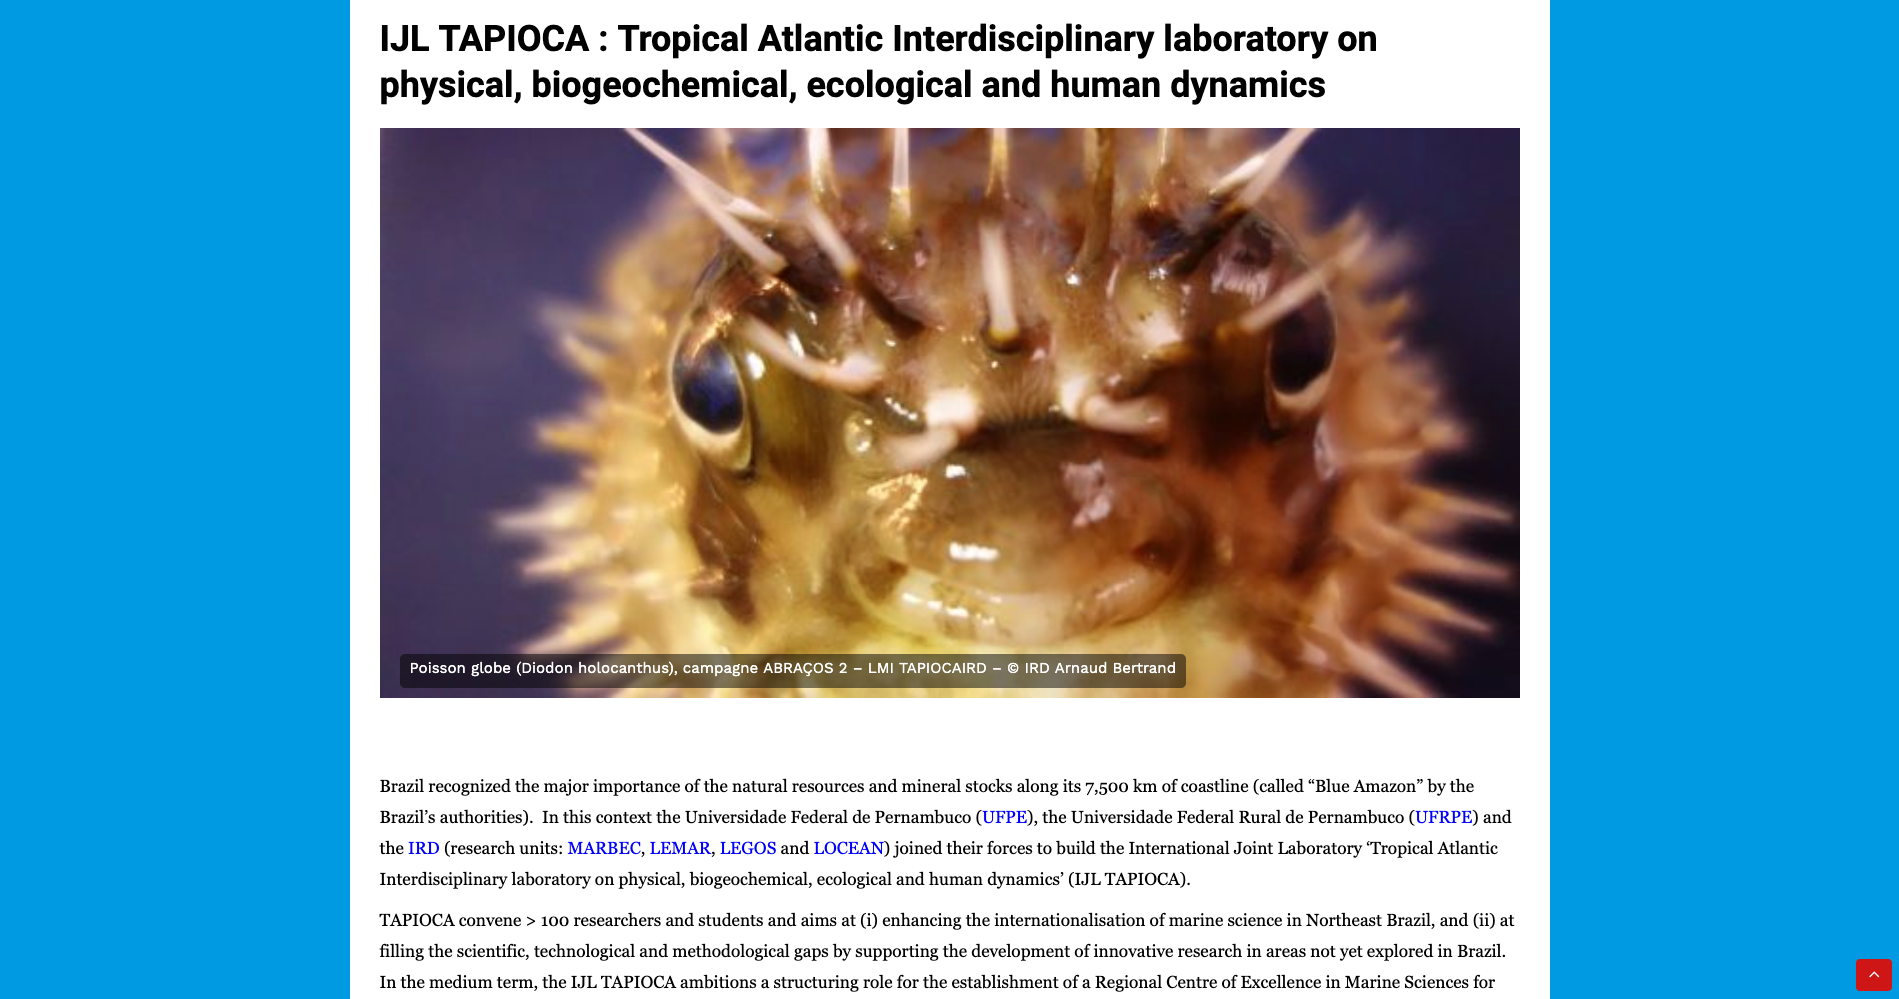 IJL TAPIOCA : Tropical Atlantic Interdisciplinary laboratory on
physical, biogeochemical, ecological and human dynamics
Poisson globe (Diodon holocanthus), campagne ABRAÇOS 2 – LMI TAPIOCAIRD – © IRD Arnaud Bertrand
Brazil recognized the major importance of the natural resources and mineral stocks along its 7,500 km of coastline (called “Blue Amazon” by the
Brazil’s authorities).  In this context the Universidade Federal de Pernambuco (UFPE), the Universidade Federal Rural de Pernambuco (UFRPE) and
the IRD (research units: MARBEC, LEMAR, LEGOS and LOCEAN) joined their forces to build the International Joint Laboratory ‘Tropical Atlantic
Interdisciplinary laboratory on physical, biogeochemical, ecological and human dynamics’ (IJL TAPIOCA).
TAPIOCA convene > 100 researchers and students and aims at (i) enhancing the internationalisation of marine science in Northeast Brazil, and (ii) at
filling the scientific, technological and methodological gaps by supporting the development of innovative research in areas not yet explored in Brazil.
In the medium term, the IJL TAPIOCA ambitions a structuring role for the establishment of a Regional Centre of Excellence in Marine Sciences for